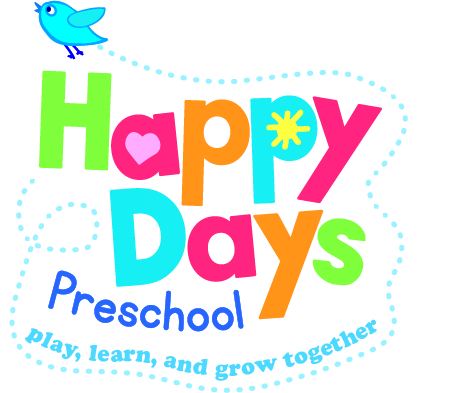 Happy
Days
Preschool
play, learn, and grow together